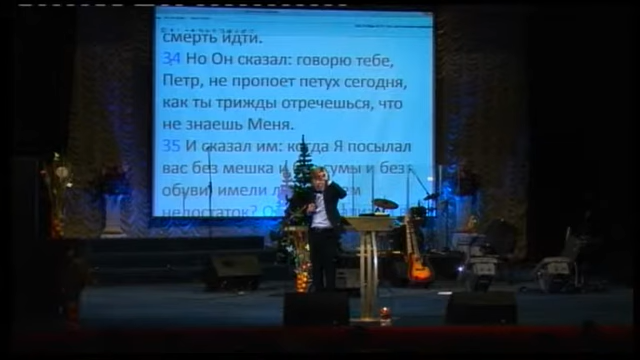 смерть идти.
34 Но Он сказал: говорю тебе,
Петр, не пропоет петух сегодня,
как ты трижды отречешься, что
не знаешь Меня.
35 И сказал им: когда Я посылал
вас без мешка и сумы и без
обуви, имели
недостаток?